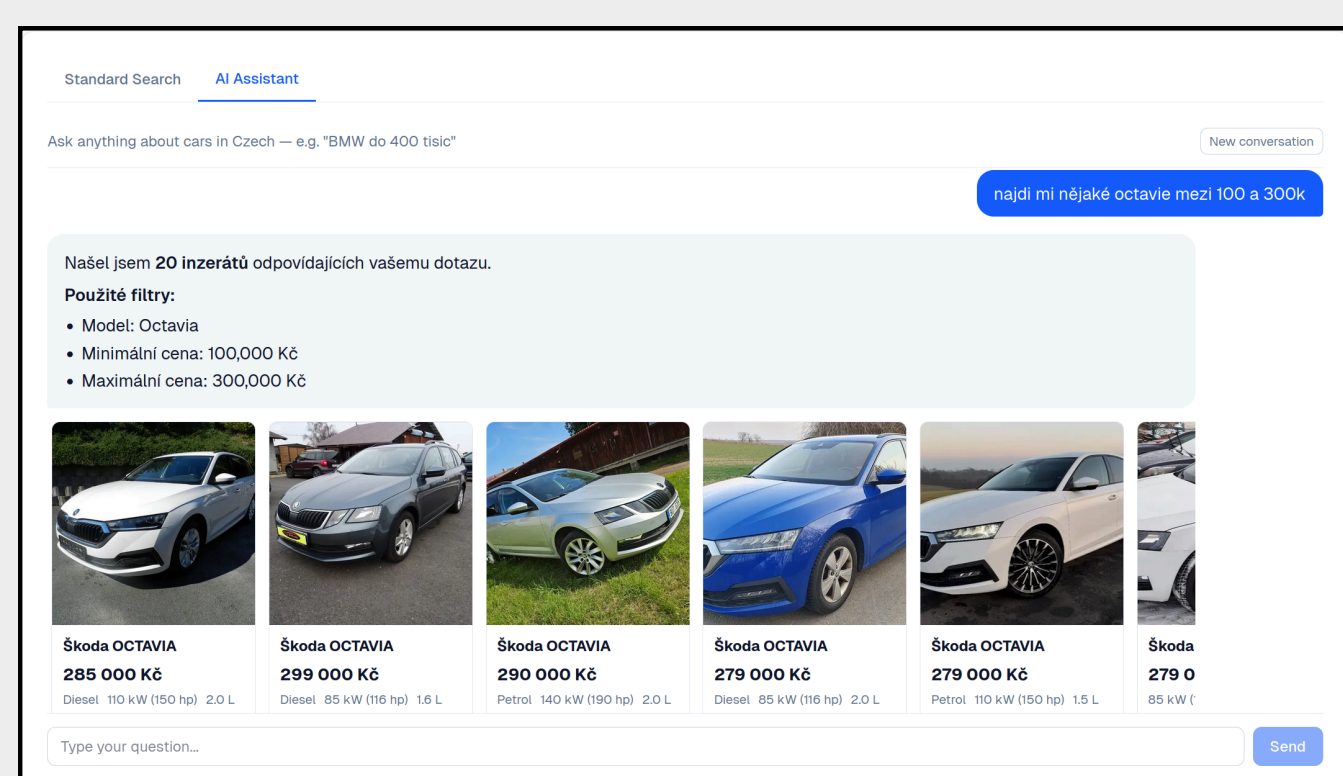 Standard Search
AI Assistant
Ask anything about cars in Czech — e.g. "BMW do 400 tisic"
New conversation
najdi mi nějaké octavie mezi 100 a 300k
Našel jsem 20 inzerátů odpovídajících vašemu dotazu.
Použité filtry:
• Model: Octavia
• Minimální cena: 100,000 Kč
• Maximální cena: 300,000 Kč
Škoda OCTAVIA
285 000 Kč
Diesel 110 kW (150 hp) 2.0 L
Škoda OCTAVIA
299 000 Kč
Diesel 85 kW (116 hp) 1.6 L
Škoda OCTAVIA
290 000 Kč
Petrol 140 kW (190 hp) 2.0 L
Škoda OCTAVIA
279 000 Kč
Diesel 85 kW (116 hp) 2.0 L
Škoda OCTAVIA
279 000 Kč
Petrol 110 kW (150 hp) 1.5 L
Škoda
279 0
85 kW (
Type your question...
Send